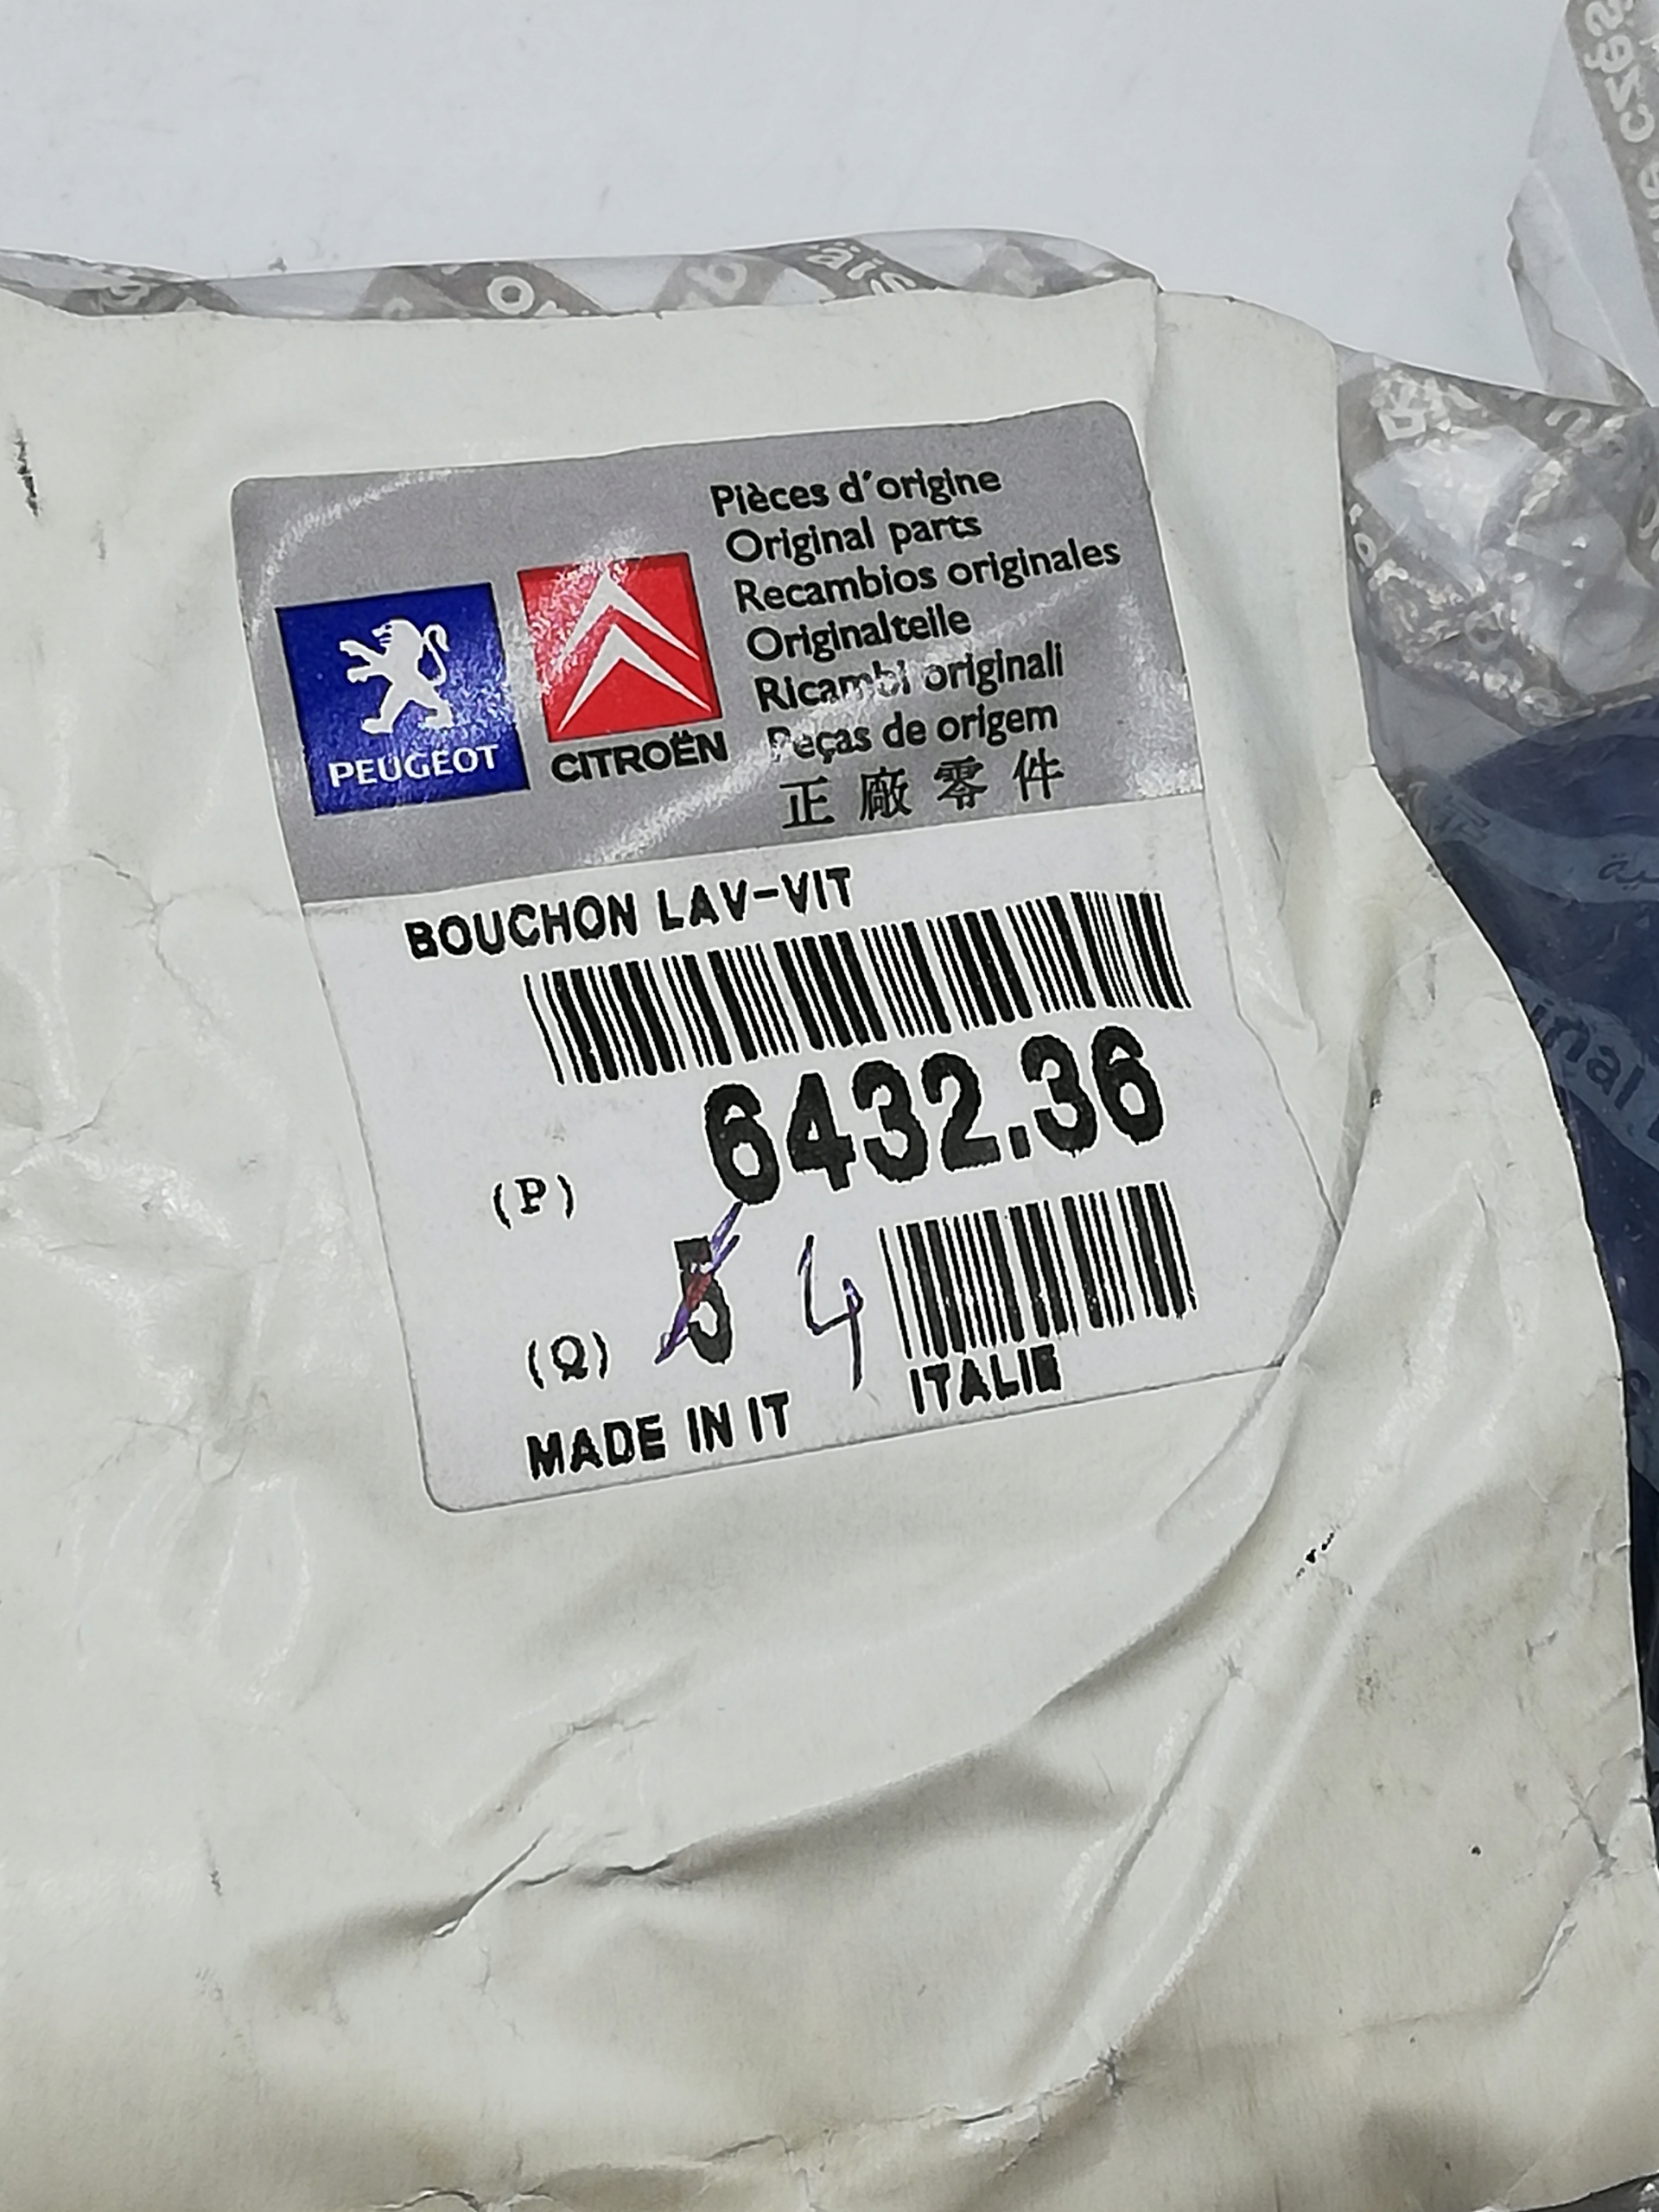 Pièces d'origine
Original parts
Recambios originales
Originalteile
Ricambi originali
Peças de origem
正廠零件
PEUGEOT
CITROËN
BOUCHON LAV-VIT
(P) 6432.36
(Q) 5 4
MADE IN IT ITALIE